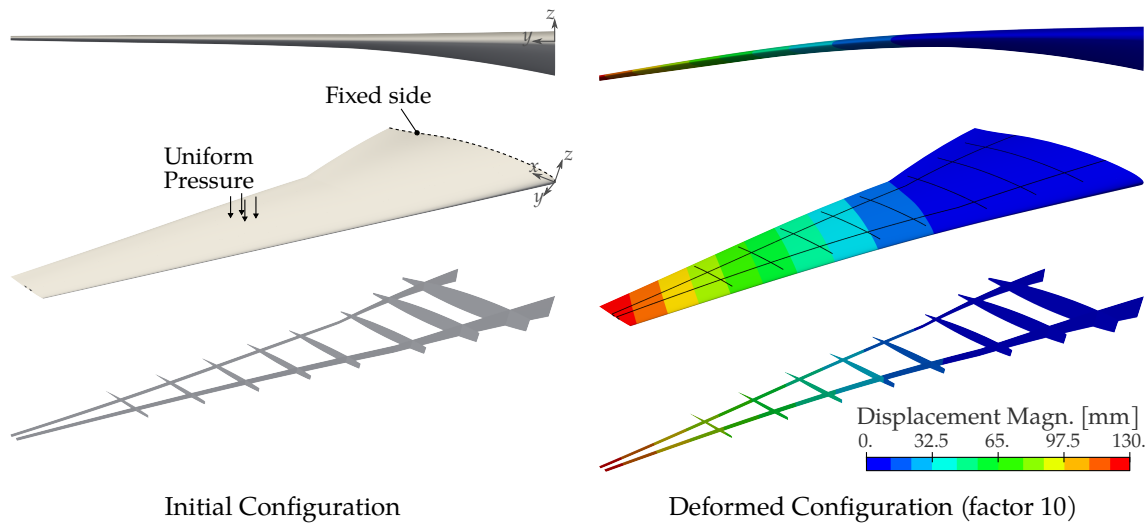 z
y
Fixed side
Uniform
Pressure
x
z
y
Displacement Magn. [mm]
0. 32.5 65. 97.5 130.
Initial Configuration
Deformed Configuration (factor 10)